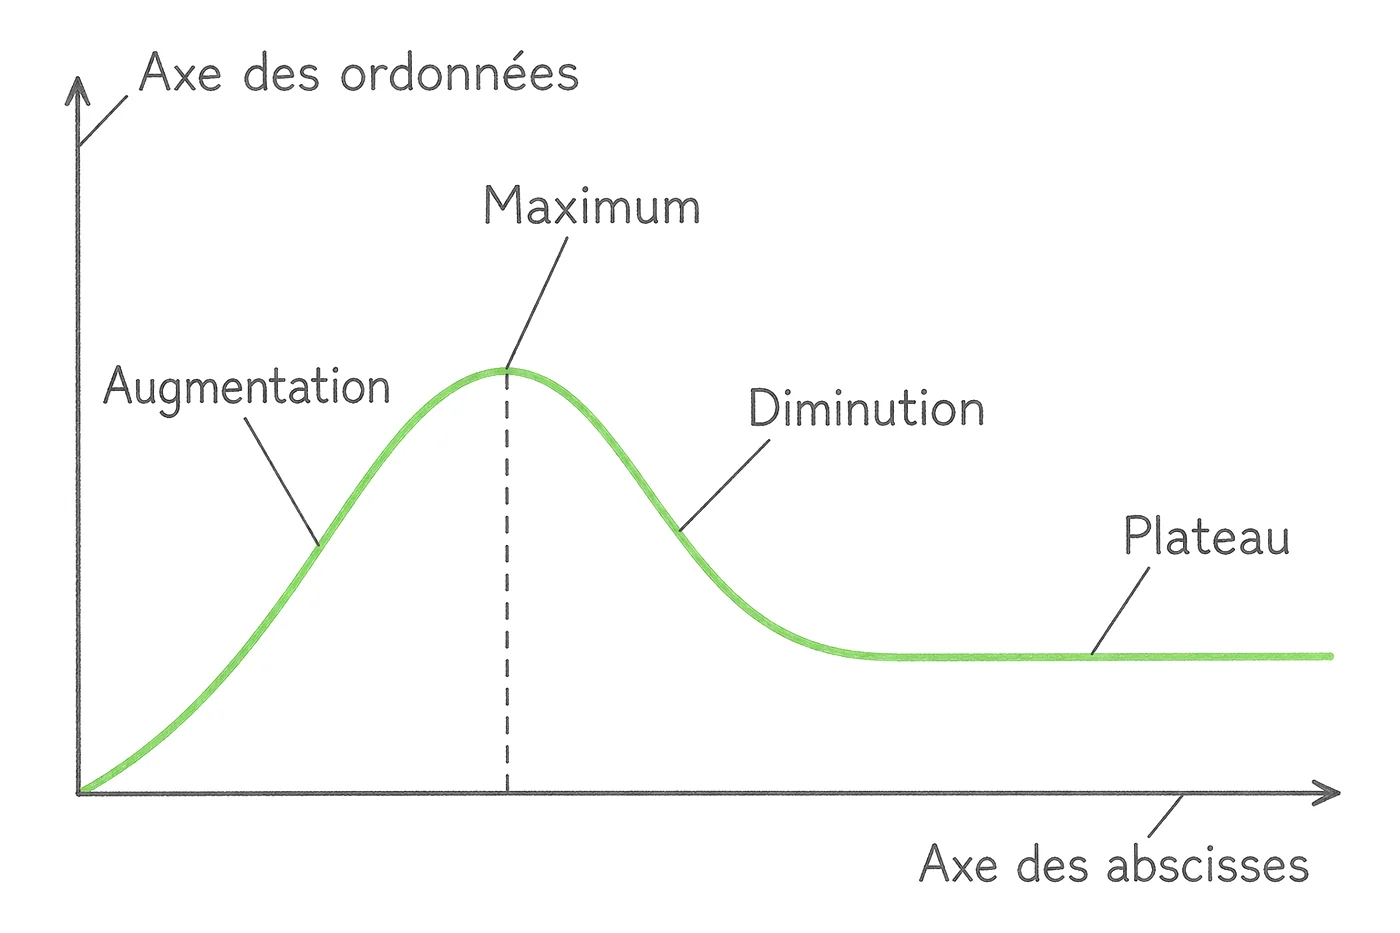 Axe des ordonnées
Maximum
Augmentation
Diminution
Plateau
Axe des abscisses